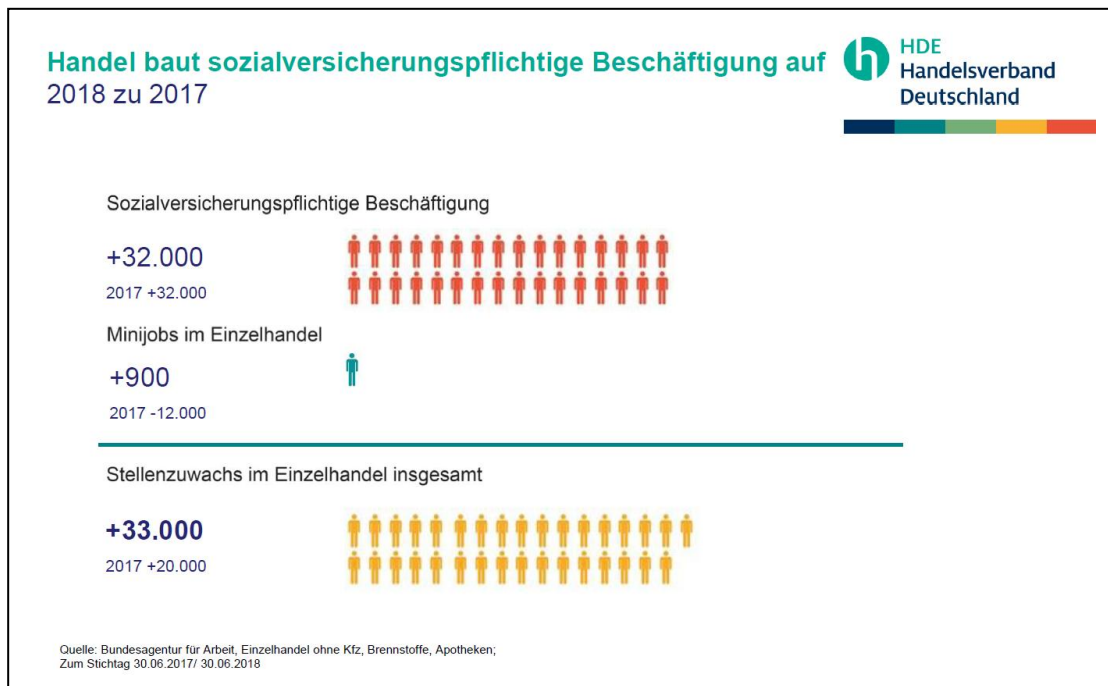 Handel baut sozialversicherungspflichtige Beschäftigung auf
2018 zu 2017
HDE
Handelsverband
Deutschland
Sozialversicherungspflichtige Beschäftigung
+32.000
2017 +32.000
Minijobs im Einzelhandel
+900
2017 -12.000
Stellenzuwachs im Einzelhandel insgesamt
+33.000
2017 +20.000
Quelle: Bundesagentur für Arbeit, Einzelhandel ohne Kfz, Brennstoffe, Apotheken;
Zum Stichtag 30.06.2017/ 30.06.2018